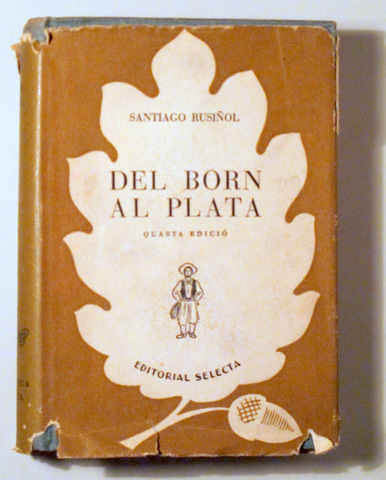 SANTIAGO RUSIÑOL
DEL BORN
AL PLATA
QUARTA EDICIÓ
EDITORIAL SELECTA